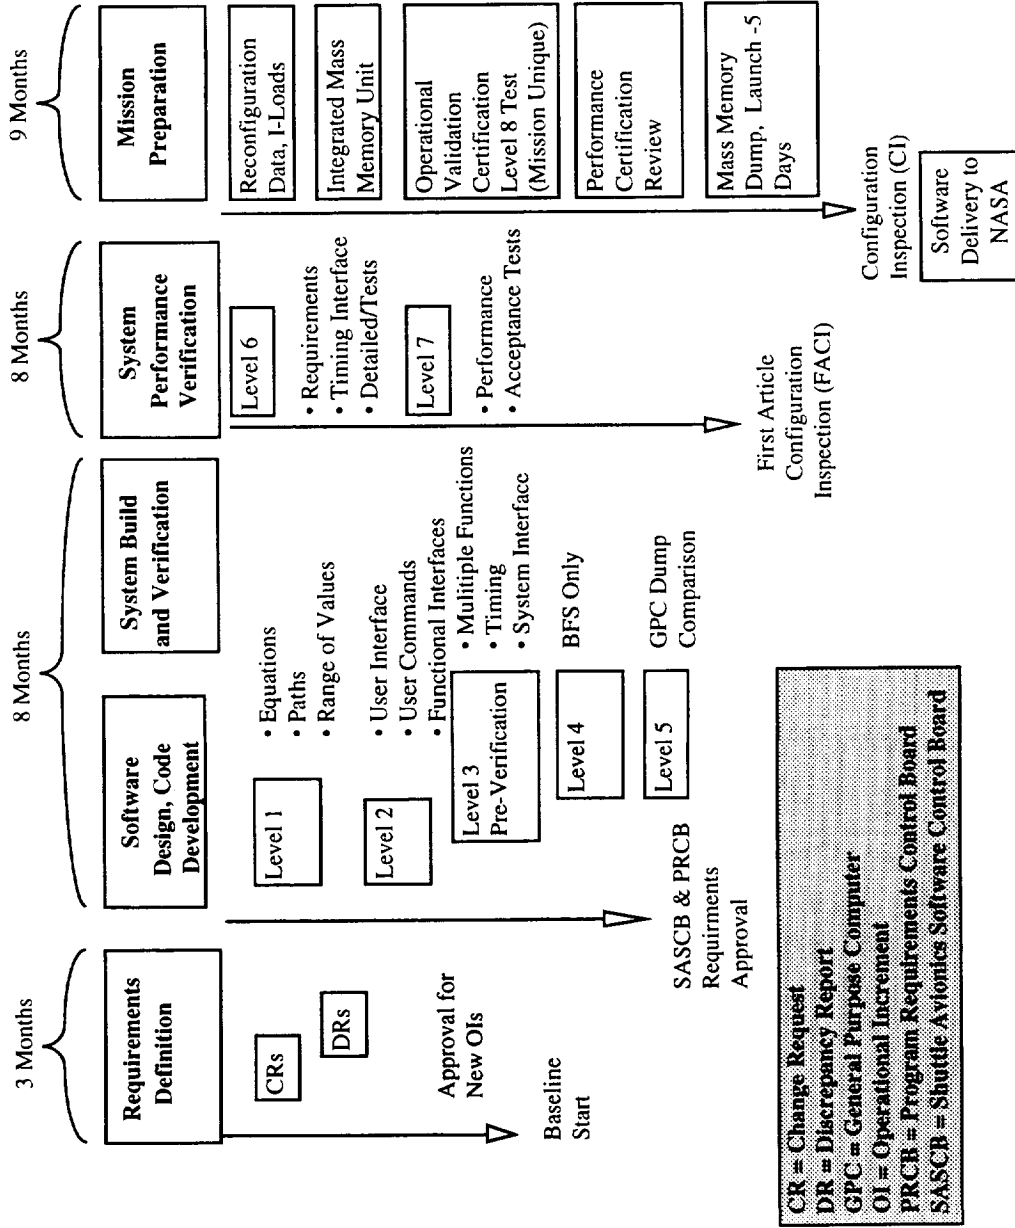 3 Months
Requirements
Definition
CRs
DRs
Approval for
New OIs
Baseline
Start
8 Months
Software
Design, Code
Development
System Build
and Verification
Level 1
• Equations
• Paths
• Range of Values
Level 2
• User Interface
• User Commands
• Functional Interfaces
Level 3
Pre-Verification
• Mulitiple Functions
• Timing
• System Interface
Level 4
BFS Only
Level 5
GPC Dump
Comparison
SASCB & PRCB
Requirments
Approval
8 Months
System
Performance
Verification
Level 6
• Requirements
• Timing Interface
• Detailed/Tests
Level 7
• Performance
• Acceptance Tests
First Article
Configuration
Inspection (FACI)
9 Months
Mission
Preparation
Reconfiguration
Data, I-Loads
Integrated Mass
Memory Unit
Operational
Validation
Certification
Level 8 Test
(Mission Unique)
Performance
Certification
Review
Mass Memory
Dump, Launch -5
Days
Configuration
Inspection (CI)
Software
Delivery to
NASA
CR = Change Request
DR = Discrepancy Report
GPC = General Purpose Computer
OI = Operational Increment
PRCB = Program Requirements Control Board
SASCB = Shuttle Avionics Software Control Board